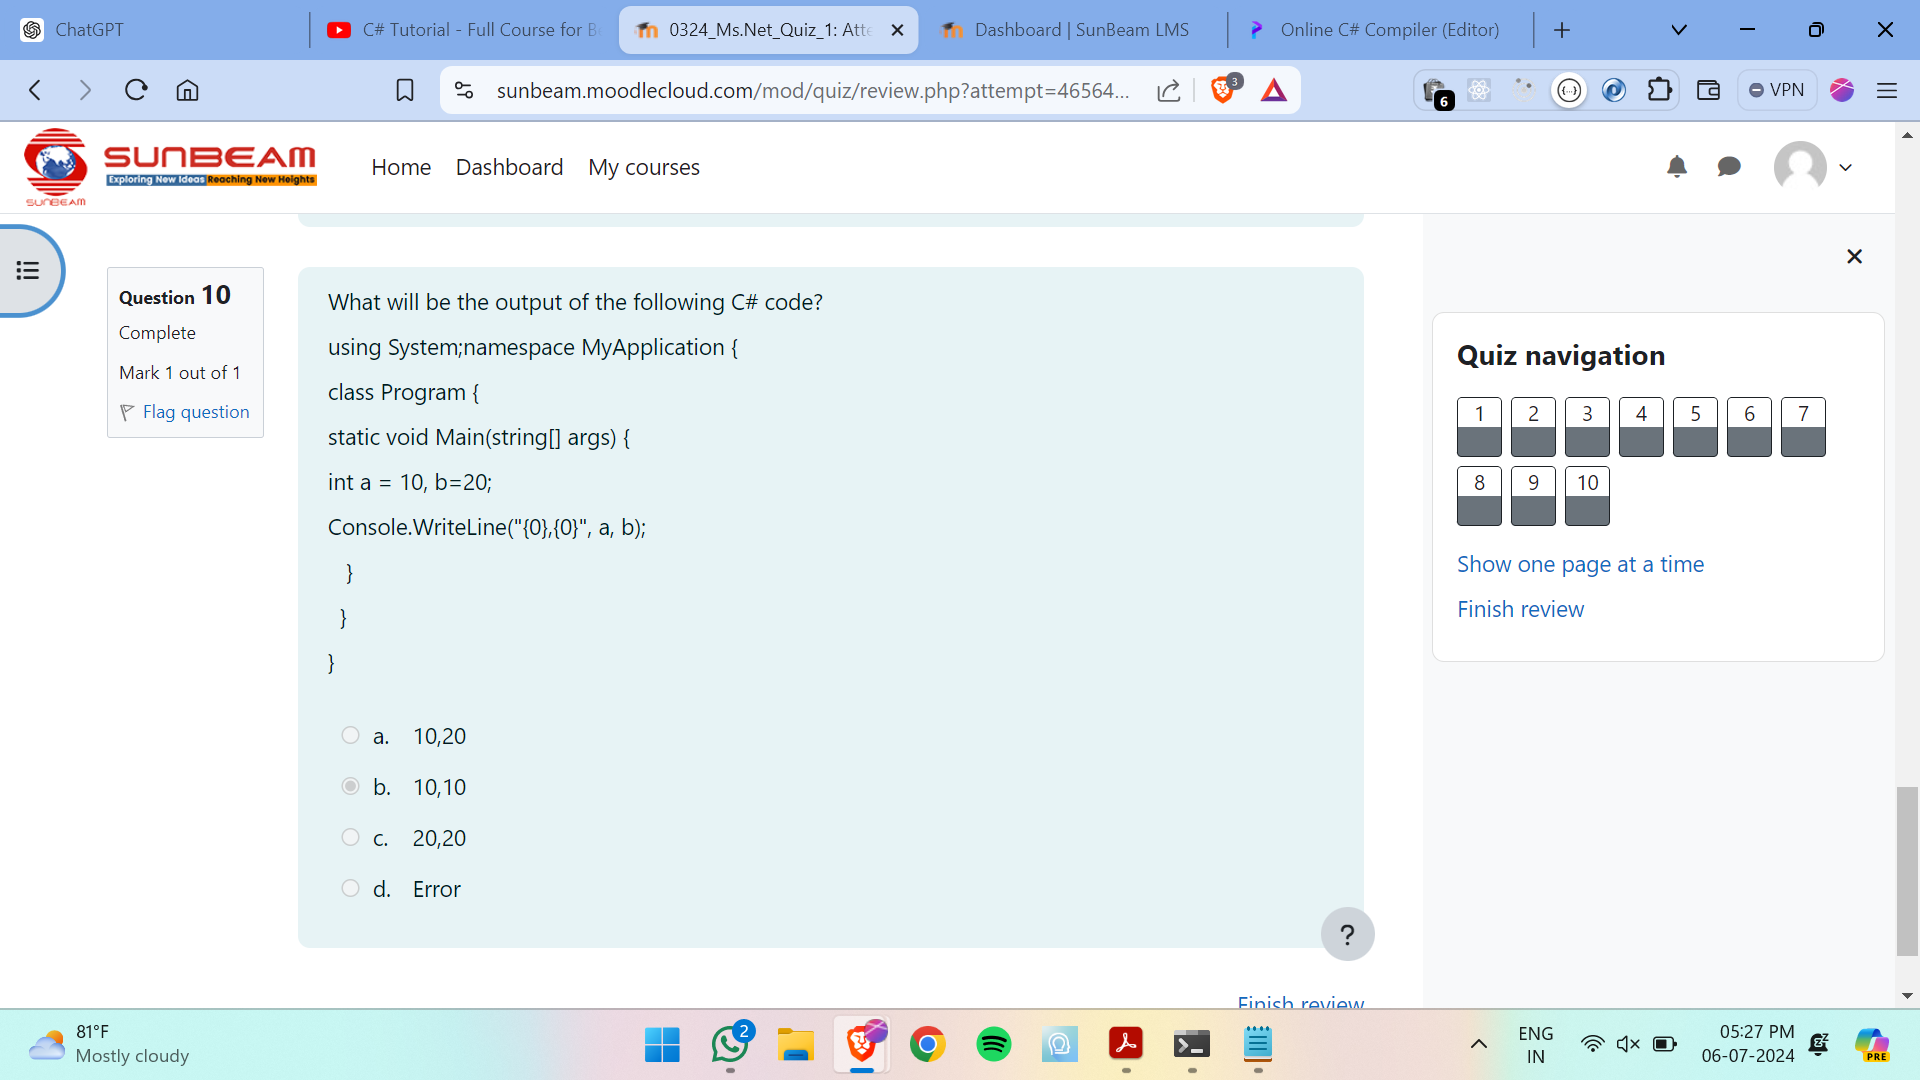 ChatGPT
C# Tutorial - Full Course for B
0324_Ms.Net_Quiz_1: Atte
Dashboard | SunBeam LMS
Online C# Compiler (Editor)
sunbeam.moodlecloud.com/mod/quiz/review.php?attempt=46564...
3
6
VPN
SUNBEAM
Exploring New Ideas Reaching New Heights
SUNBEAM
Home
Dashboard
My courses
Question 10
Complete
Mark 1 out of 1
Flag question
What will be the output of the following C# code?
using System;namespace MyApplication {
class Program {
static void Main(string[] args) {
int a = 10, b=20;
Console.WriteLine("{0},{0}", a, b);
}
}
}
a. 10,20
b. 10,10
c. 20,20
d. Error
?
Finish review
Quiz navigation
1 2 3 4 5 6 7
8 9 10
Show one page at a time
Finish review
81°F
Mostly cloudy
2
ENG
IN
05:27 PM
06-07-2024
PRE